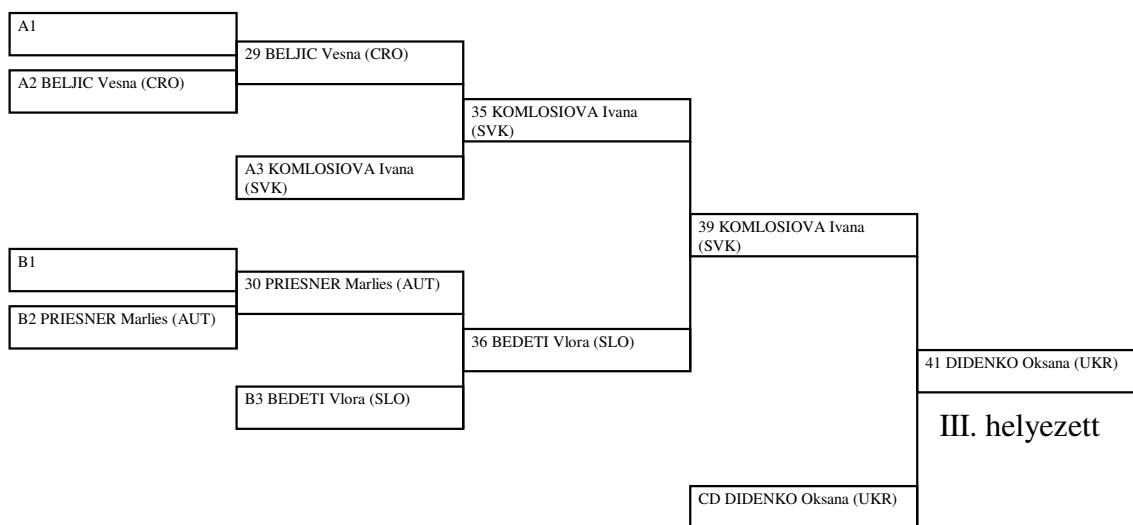 A1
29 BELJIC Vesna (CRO)
A2 BELJIC Vesna (CRO)
35 KOMLOSIOVA Ivana
(SVK)
A3 KOMLOSIOVA Ivana
(SVK)
39 KOMLOSIOVA Ivana
(SVK)
B1
30 PRIESNER Marlies (AUT)
B2 PRIESNER Marlies (AUT)
36 BEDETI Vlora (SLO)
41 DIDENKO Oksana (UKR)
B3 BEDETI Vlora (SLO)
III. helyezett
CD DIDENKO Oksana (UKR)